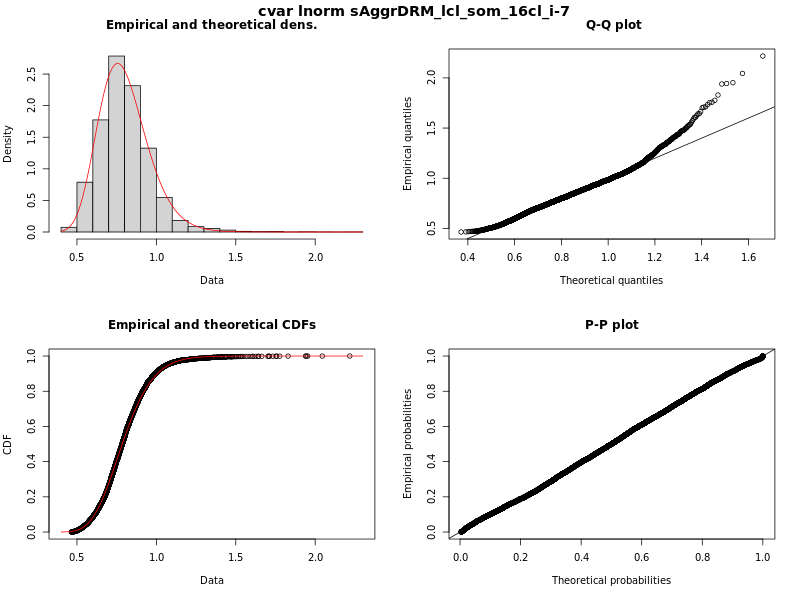 cvar lnorm sAggrDRM_lcl_som_16cl_i-7
Empirical and theoretical dens.
Density
0.0 0.5 1.0 1.5 2.0 2.5
0.5 1.0 1.5 2.0
Data
Q-Q plot
Empirical quantiles
0.5 1.0 1.5 2.0
0.4 0.6 0.8 1.0 1.2 1.4 1.6
Theoretical quantiles
Empirical and theoretical CDFs
CDF
0.0 0.2 0.4 0.6 0.8 1.0
0.5 1.0 1.5 2.0
Data
P-P plot
Empirical probabilities
0.0 0.2 0.4 0.6 0.8 1.0
0.0 0.2 0.4 0.6 0.8 1.0
Theoretical probabilities